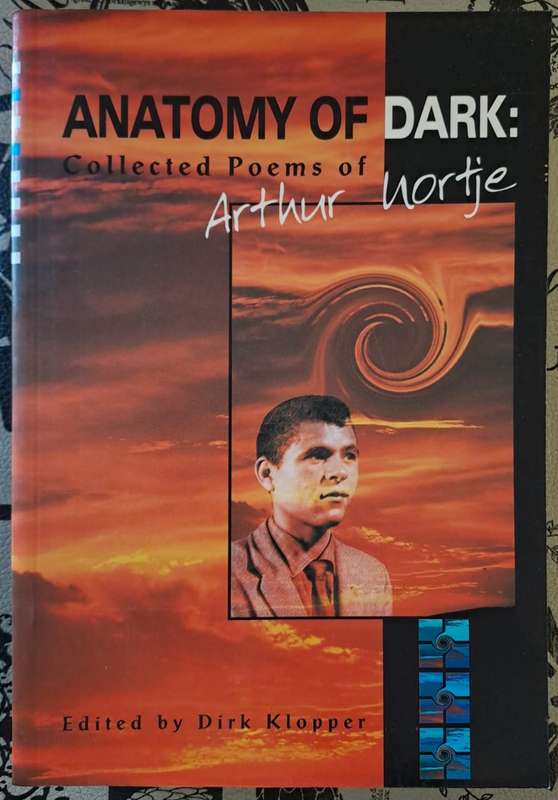 ANATOMY OF DARK:
Collected Poems of
Arthur Nortje
Edited by Dirk Klopper